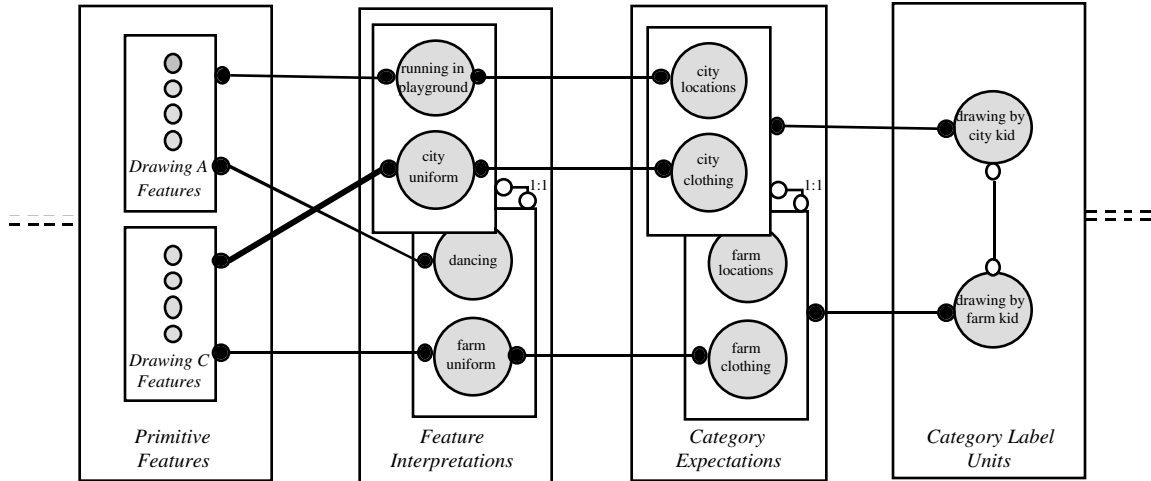 Drawing A
Features
Drawing C
Features
Primitive
Features
running in
playground
city
uniform
1:1
dancing
farm
uniform
Feature
Interpretations
city
locations
city
clothing
1:1
farm
locations
farm
clothing
Category
Expectations
drawing by
city kid
drawing by
farm kid
Category Label
Units